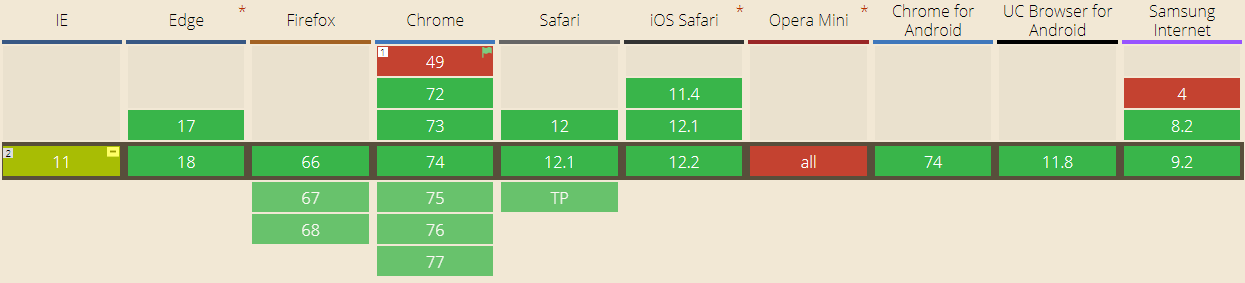 IE Edge * Firefox Chrome Safari iOS Safari * Opera Mini * Chrome for Android UC Browser for Android Samsung Internet
1 49
72 11.4 4
17 73 12 12.1 8.2
2 11 18 66 74 12.1 12.2 all 74 11.8 9.2
67 75 TP
68 76
77